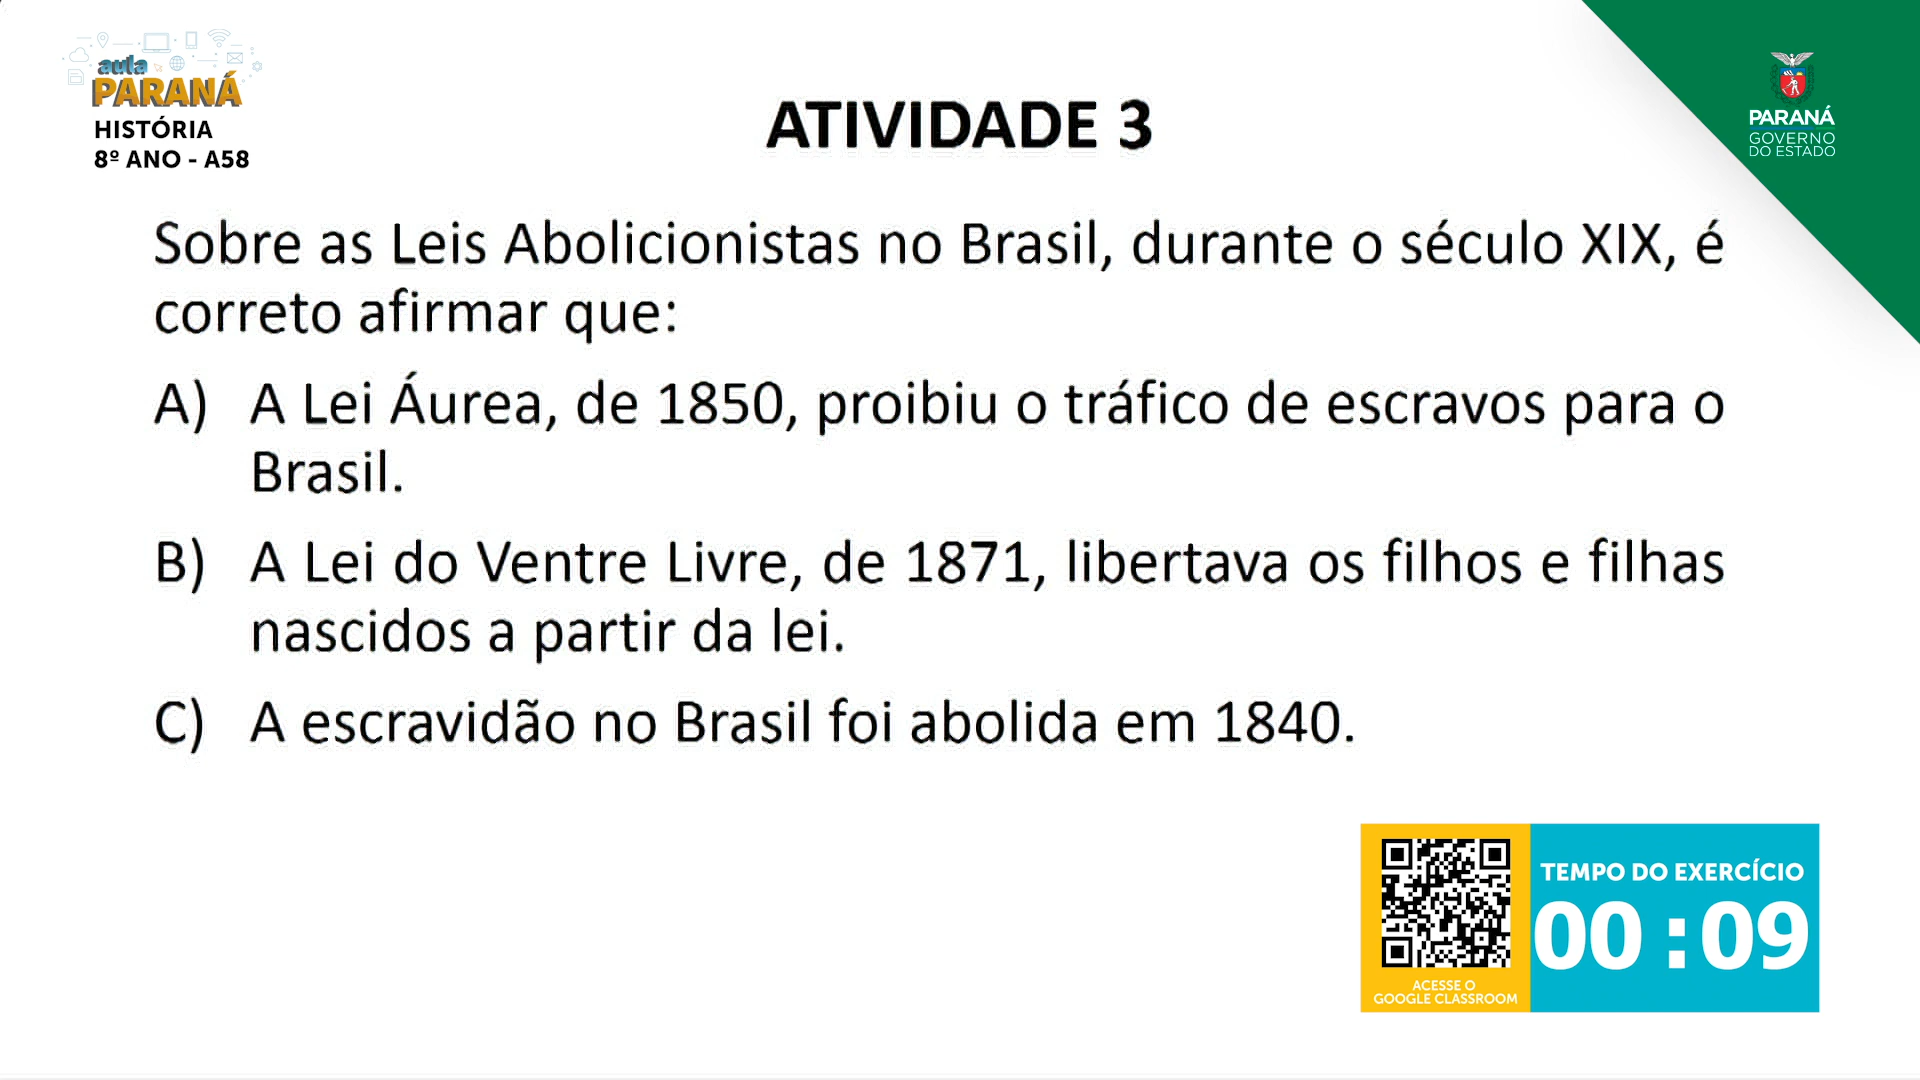 aula
PARANÁ
HISTÓRIA
8º ANO - A58
PARANÁ
GOVERNO
DO ESTADO
ATIVIDADE 3
Sobre as Leis Abolicionistas no Brasil, durante o século XIX, é
correto afirmar que:
A) A Lei Áurea, de 1850, proibiu o tráfico de escravos para o
Brasil.
B) A Lei do Ventre Livre, de 1871, libertava os filhos e filhas
nascidos a partir da lei.
C) A escravidão no Brasil foi abolida em 1840.
TEMPO DO EXERCÍCIO
00:09
ACESSE O
GOOGLE CLASSROOM